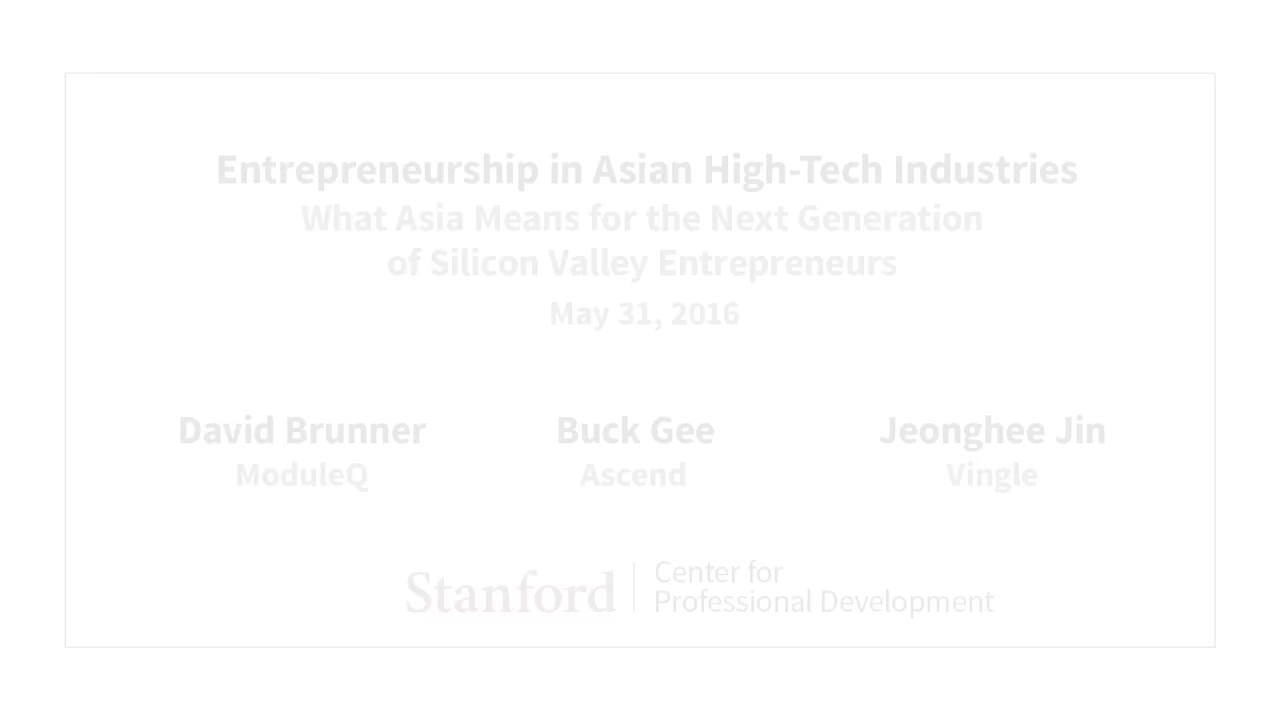 Entrepreneurship in Asian High-Tech Industries
What Asia Means for the Next Generation
of Silicon Valley Entrepreneurs
May 31, 2016
David Brunner
ModuleQ
Buck Gee
Ascend
Jeonghee Jin
Vingle
Stanford
Center for
Professional Development